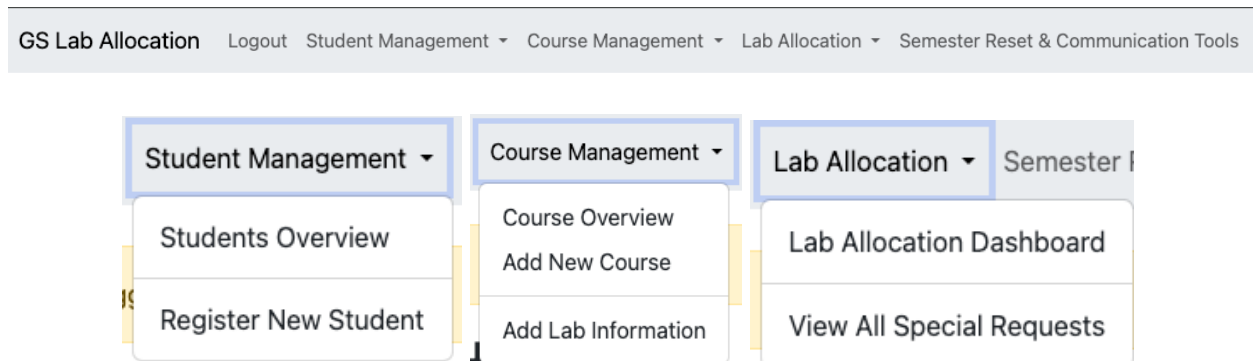 GS Lab Allocation Logout Student Management Course Management Lab Allocation Semester Reset & Communication Tools
Student Management
Students Overview
Register New Student
Course Management
Course Overview
Add New Course
Add Lab Information
Lab Allocation Semester
Lab Allocation Dashboard
View All Special Requests